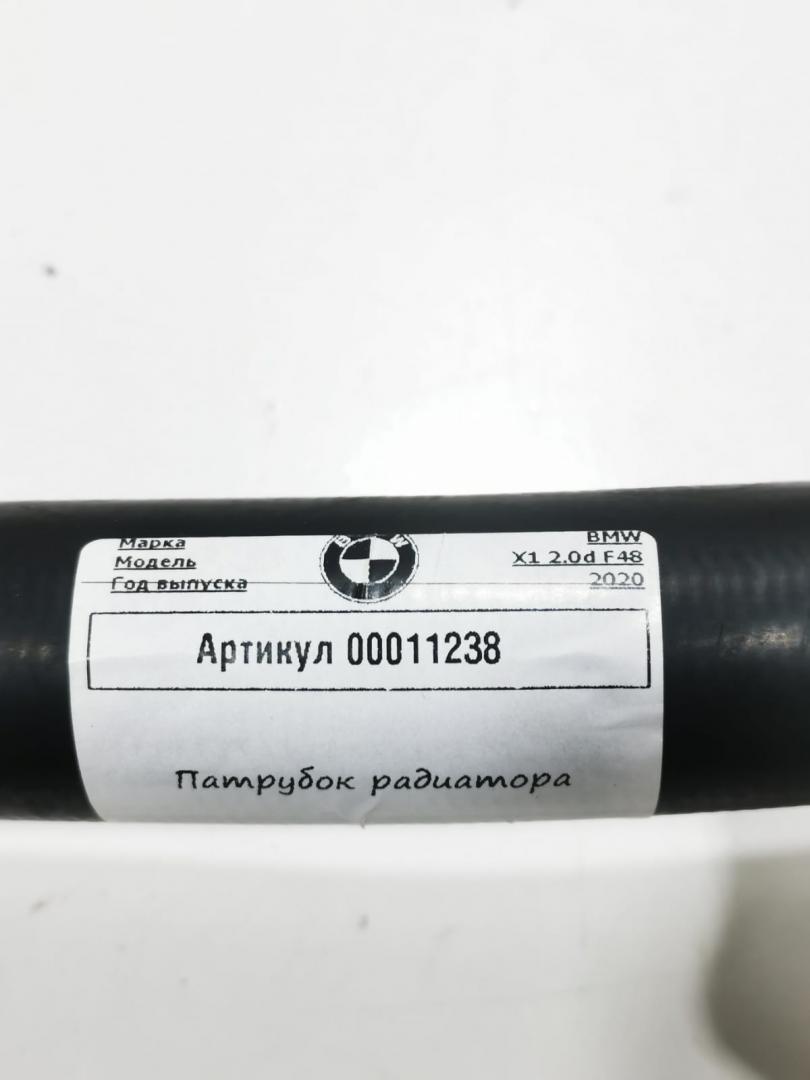 Марка BMW
Модель X1 2.0d F48
Год выпуска 2020
Артикул 00011238
Патрубок радиатора